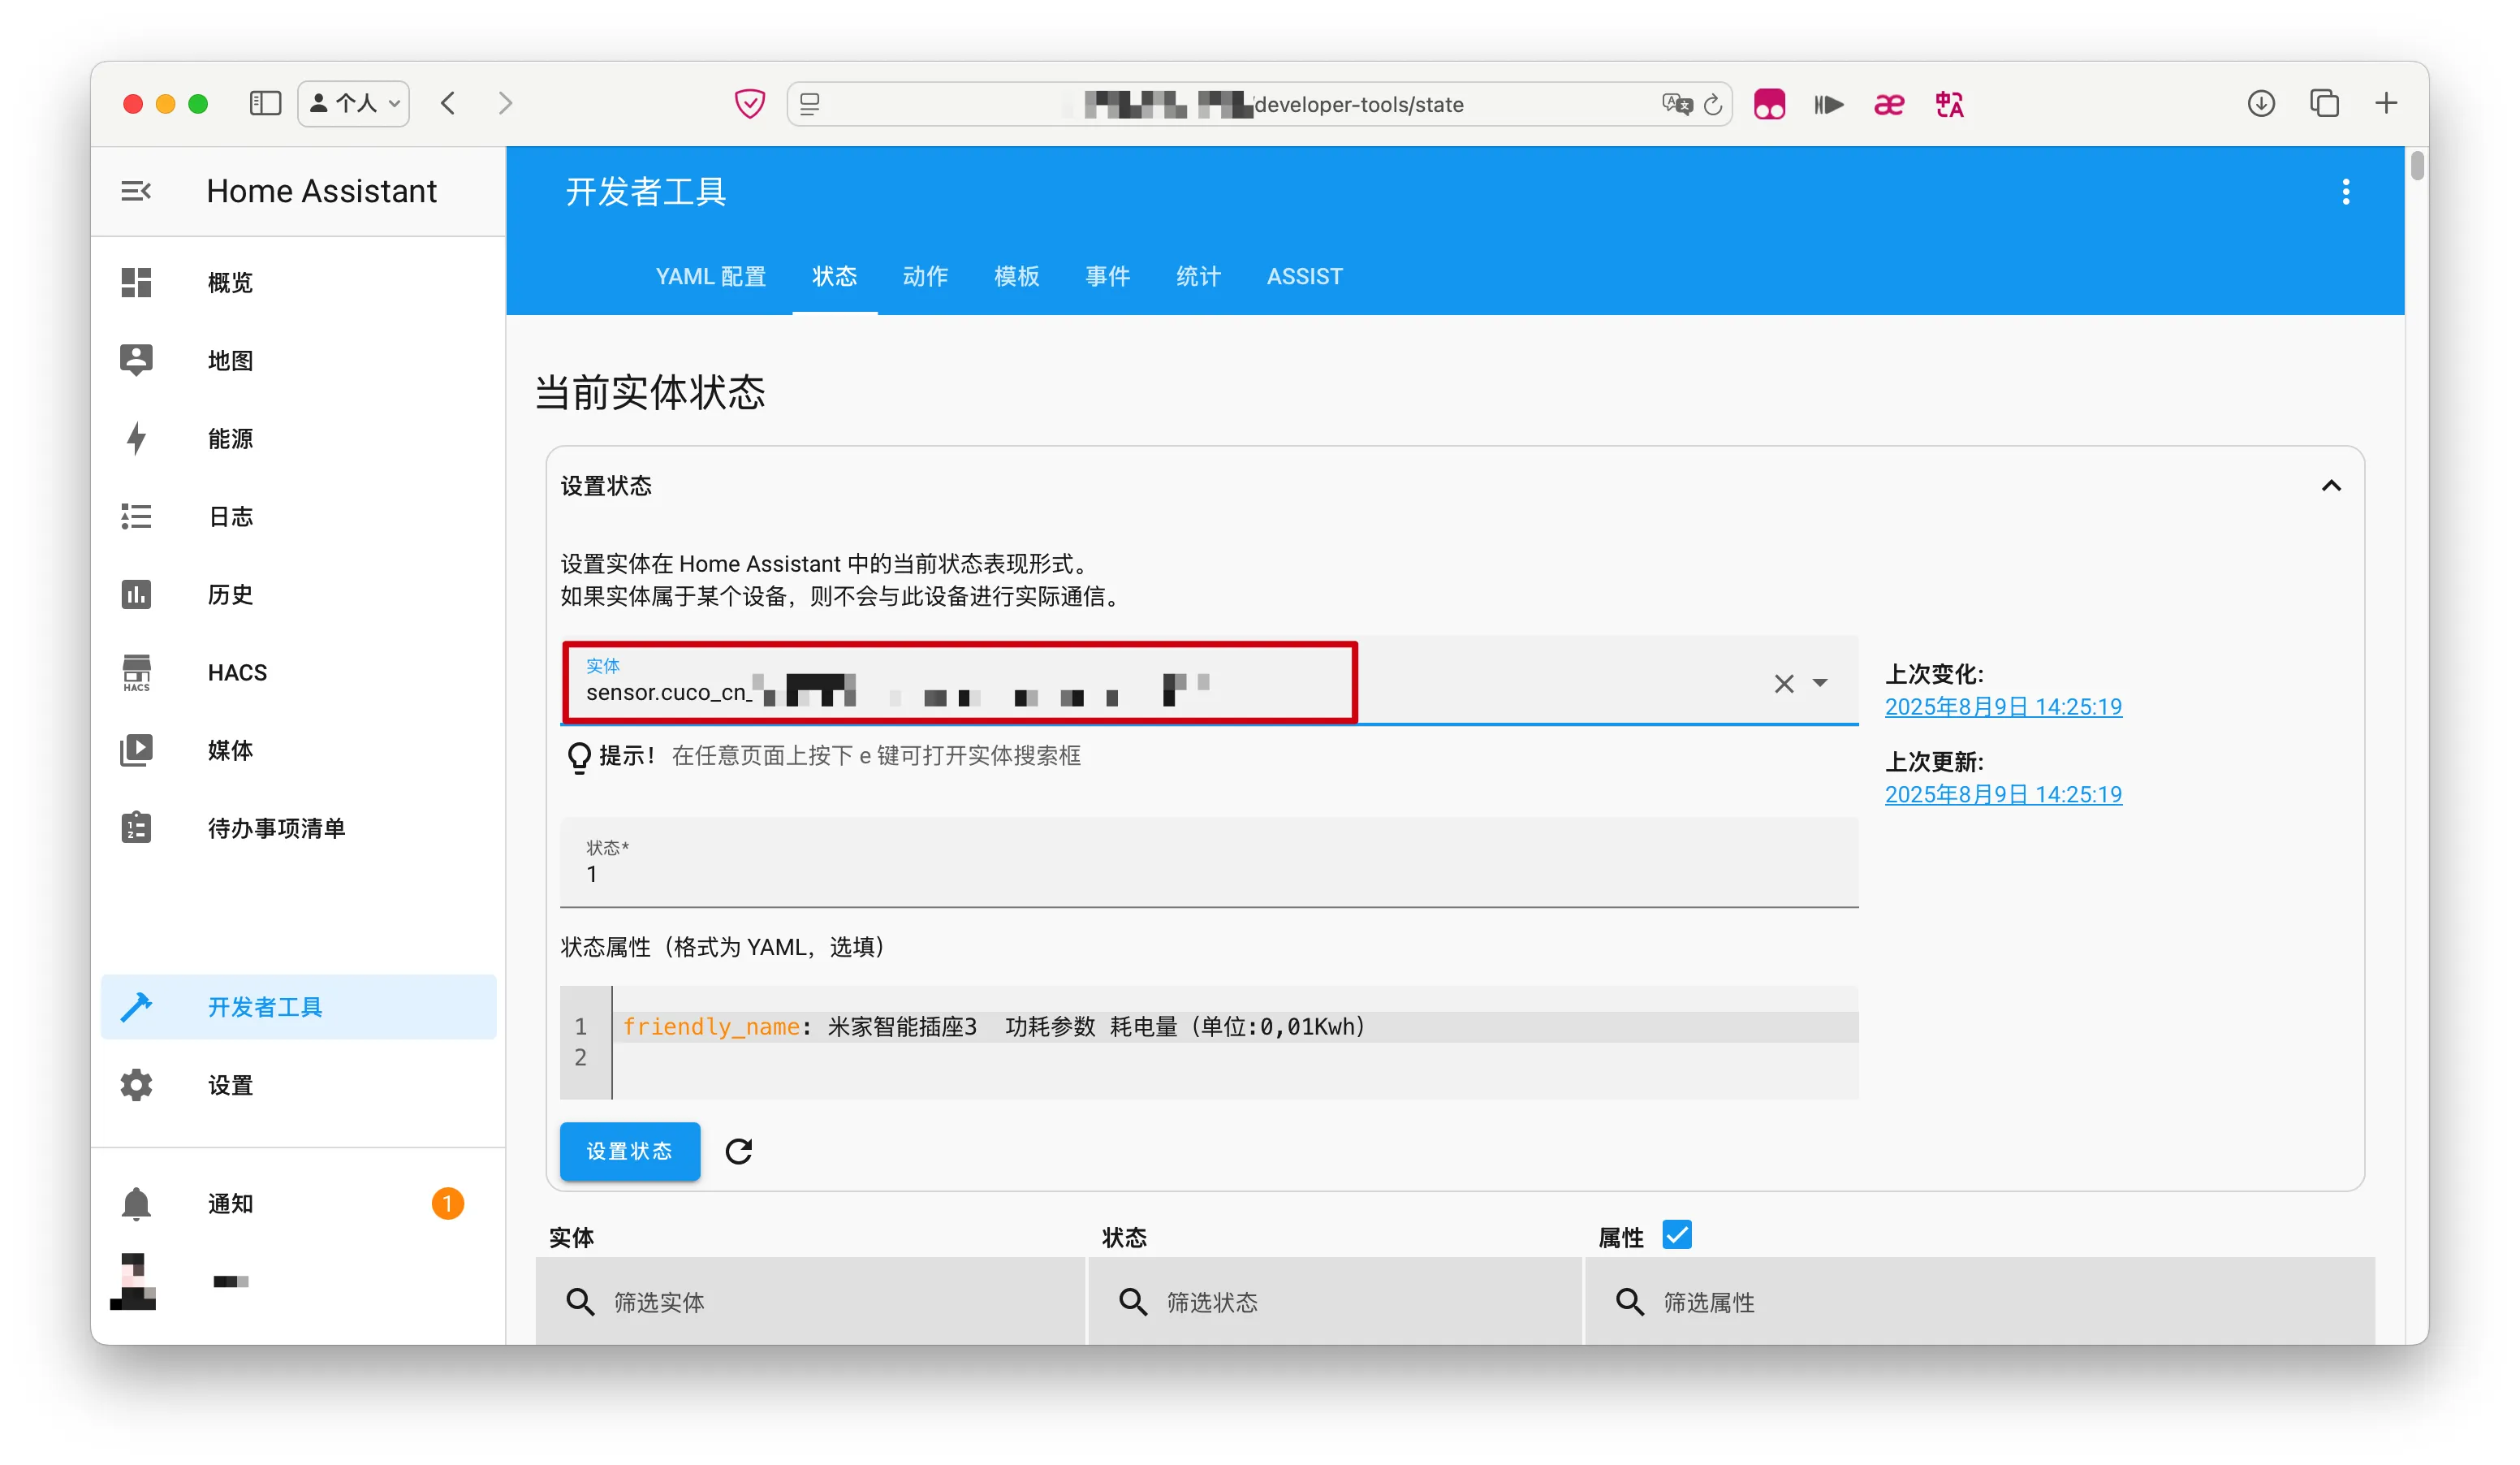 个人
developer-tools/state
Home Assistant
开发者工具
YAML 配置
状态
动作
模板
事件
统计
ASSIST
概览
地图
能源
日志
历史
HACS
HACS
媒体
待办事项清单
开发者工具
设置
通知
1
当前实体状态
设置状态
设置实体在 Home Assistant 中的当前状态表现形式。
如果实体属于某个设备，则不会与此设备进行实际通信。
实体
sensor.cuco_cn_
提示！ 在任意页面上按下 e 键可打开实体搜索框
上次变化:
2025年8月9日 14:25:19
上次更新:
2025年8月9日 14:25:19
状态*
1
状态属性（格式为 YAML，选填）
1 friendly_name: 米家智能插座3  功耗参数 耗电量（单位:0,01Kwh）
2
设置状态
实体
状态
属性
筛选实体
筛选状态
筛选属性